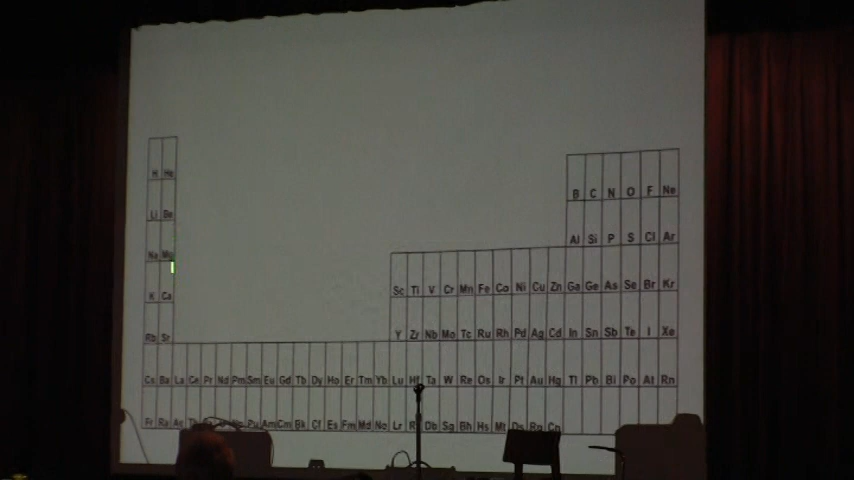 H He
B C N O F Ne
Li Be
Al Si P S Cl Ar
Na Mg
Sc Ti V Cr Mn Fe Co Ni Cu Zn Ga Ge As Se Br Kr
K Ca
Y Zr Nb Mo Tc Ru Rh Pd Ag Cd In Sn Sb Te I Xe
Rb Sr
Cs Ba La Ce Pr Nd Pm Sm Eu Gd Tb Dy Ho Er Tm Yb Lu Hf Ta W Re Os Ir Pt Au Hg Tl Pb Bi Po At Rn
Fr Ra Ac Pu Am Cm Bk Cf Es Fm Md No Lr Db Sg Bh Hs Mt Ds Rg Cn